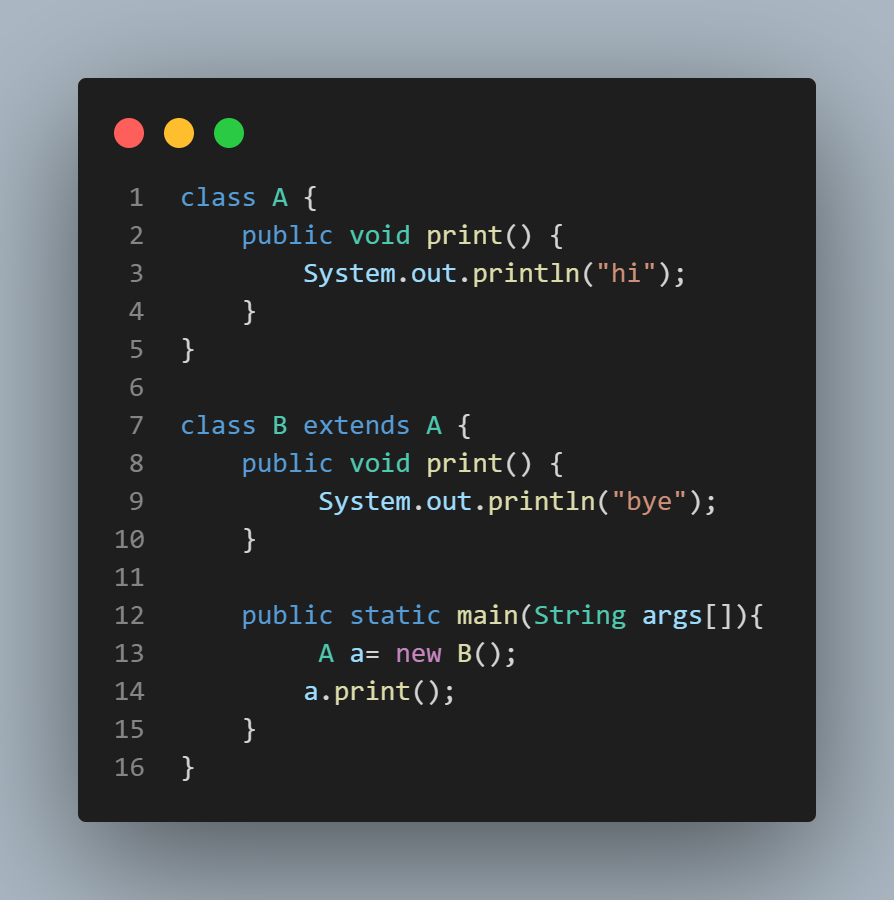 1 class A {
2     public void print() {
3         System.out.println("hi");
4     }
5 }
6
7 class B extends A {
8     public void print() {
9          System.out.println("bye");
10     }
11
12     public static main(String args[]){
13          A a= new B();
14         a.print();
15     }
16 }